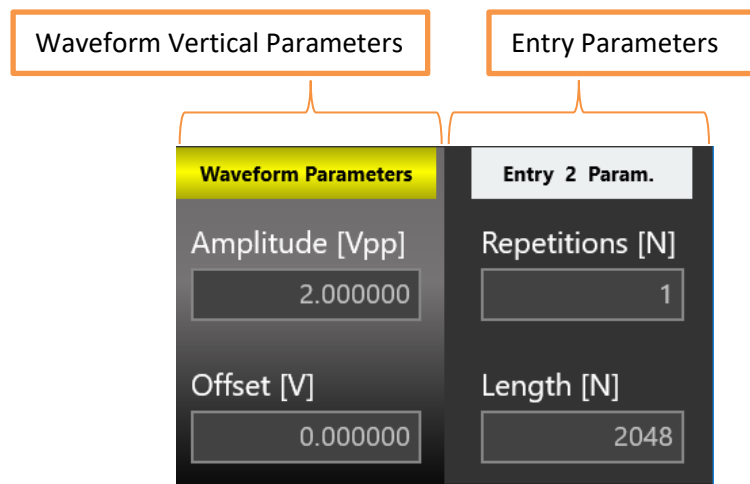 Waveform Vertical Parameters
Entry Parameters
Waveform Parameters
Entry 2 Param.
Amplitude [Vpp]
Repetitions [N]
2.000000
1
Offset [V]
Length [N]
0.000000
2048